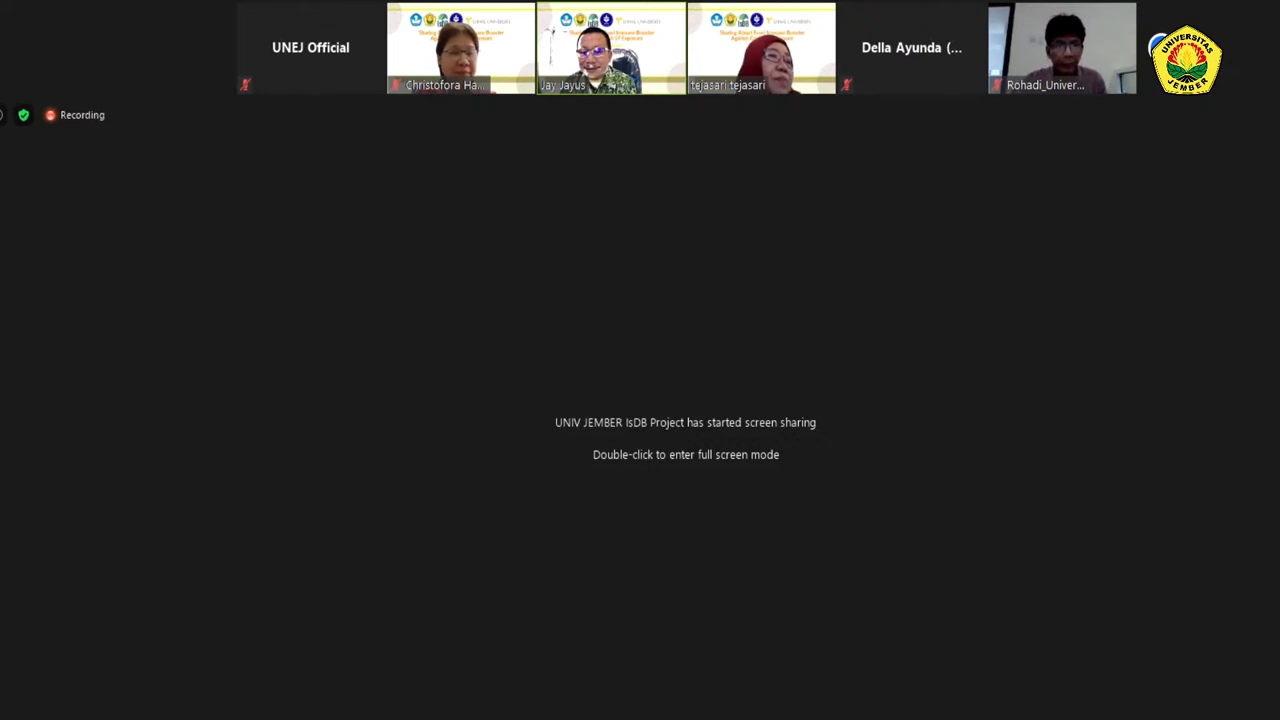 UNEJ Official
Christofora Ha...
Jay Jayus
tejasari tejasari
Della Ayunda (...
Rohadi_Univer...
UNIVERSITAS
JEMBER
Recording
UNIV JEMBER IsDB Project has started screen sharing
Double-click to enter full screen mode